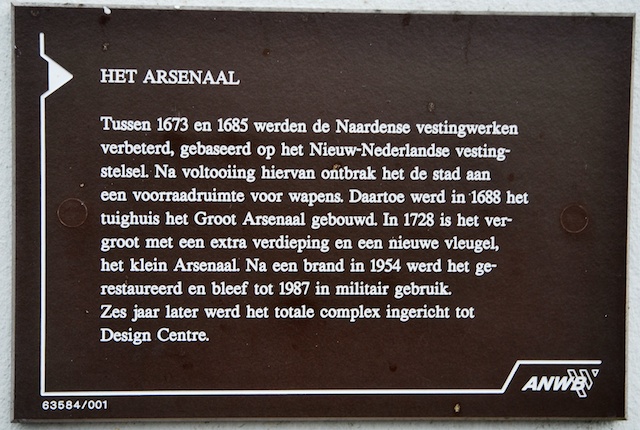 HET ARSENAAL
Tussen 1673 en 1685 werden de Naardense vestingwerken
verbeterd, gebaseerd op het Nieuw-Nederlandse vesting-
stelsel. Na voltooiing hiervan ontbrak het de stad aan
een voorraadruimte voor wapens. Daartoe werd in 1688 het
tuighuis het Groot Arsenaal gebouwd. In 1728 is het ver-
groot met een extra verdieping en een nieuwe vleugel,
het klein Arsenaal. Na een brand in 1954 werd het ge-
restaureerd en bleef tot 1987 in militair gebruik.
Zes jaar later werd het totale complex ingericht tot
Design Centre.
ANWB
63584/001